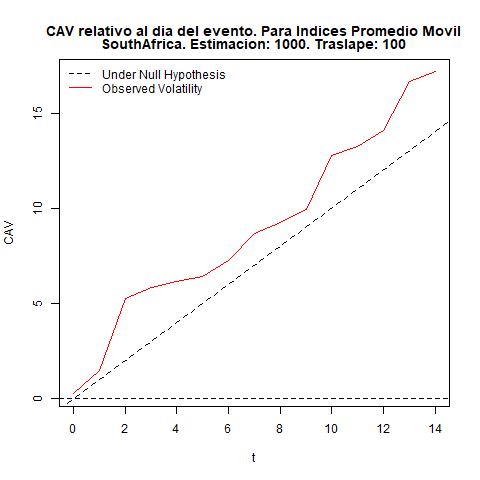 CAV relativo al dia del evento. Para Indices Promedio Movil
SouthAfrica. Estimacion: 1000. Traslape: 100
Under Null Hypothesis
Observed Volatility
15
10
5
0
CAV
0 2 4 6 8 10 12 14
t